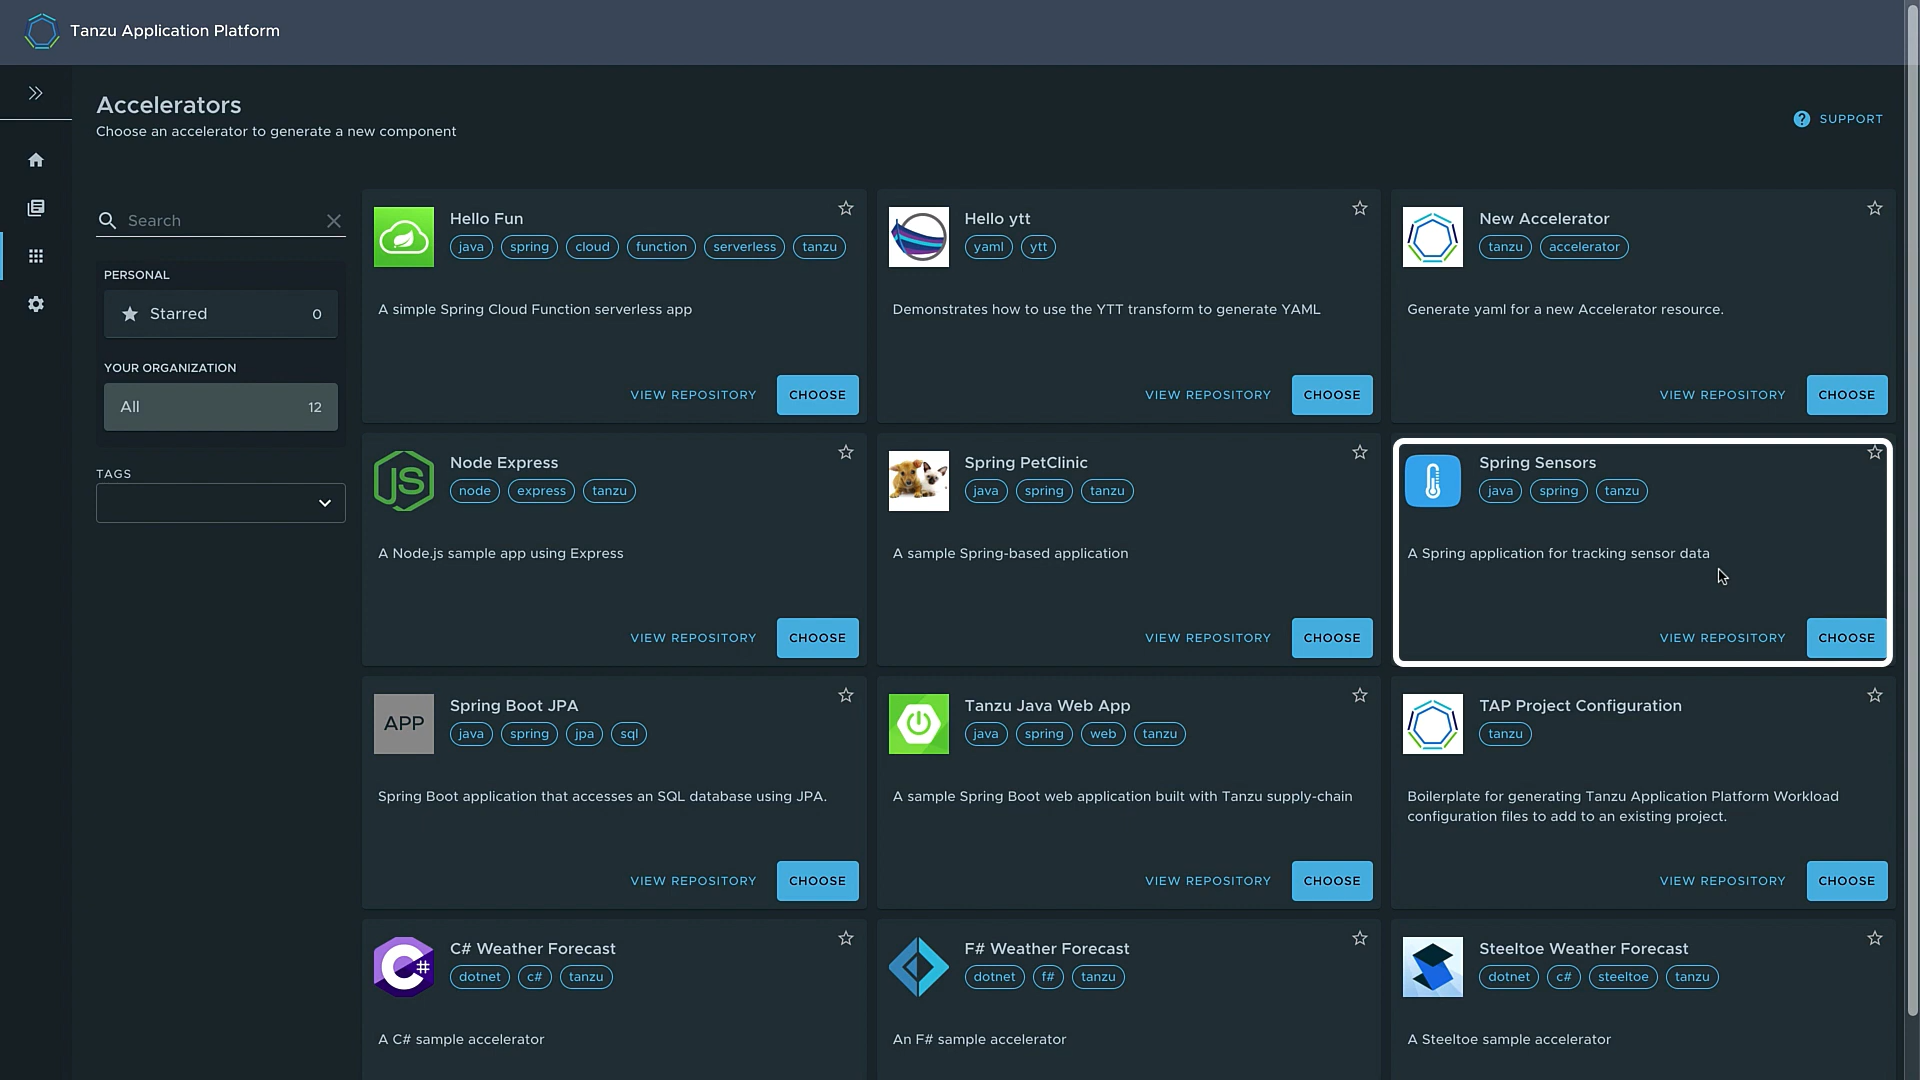 Tanzu Application Platform
Accelerators
Choose an accelerator to generate a new component
SUPPORT
Search
PERSONAL
Starred 0
YOUR ORGANIZATION
All 12
TAGS
Hello Fun
java spring cloud function serverless tanzu
A simple Spring Cloud Function serverless app
VIEW REPOSITORY CHOOSE
Hello ytt
yaml ytt
Demonstrates how to use the YTT transform to generate YAML
VIEW REPOSITORY CHOOSE
New Accelerator
tanzu accelerator
Generate yaml for a new Accelerator resource.
VIEW REPOSITORY CHOOSE
JS
Node Express
node express tanzu
A Node.js sample app using Express
VIEW REPOSITORY CHOOSE
Spring PetClinic
java spring tanzu
A sample Spring-based application
VIEW REPOSITORY CHOOSE
Spring Sensors
java spring tanzu
A Spring application for tracking sensor data
VIEW REPOSITORY CHOOSE
APP
Spring Boot JPA
java spring jpa sql
Spring Boot application that accesses an SQL database using JPA.
VIEW REPOSITORY CHOOSE
Tanzu Java Web App
java spring web tanzu
A sample Spring Boot web application built with Tanzu supply-chain
VIEW REPOSITORY CHOOSE
TAP Project Configuration
tanzu
Boilerplate for generating Tanzu Application Platform Workload
configuration files to add to an existing project.
VIEW REPOSITORY CHOOSE
C#
C# Weather Forecast
dotnet c# tanzu
A C# sample accelerator
F# Weather Forecast
dotnet f# tanzu
An F# sample accelerator
Steeltoe Weather Forecast
dotnet c# steeltoe tanzu
A Steeltoe sample accelerator